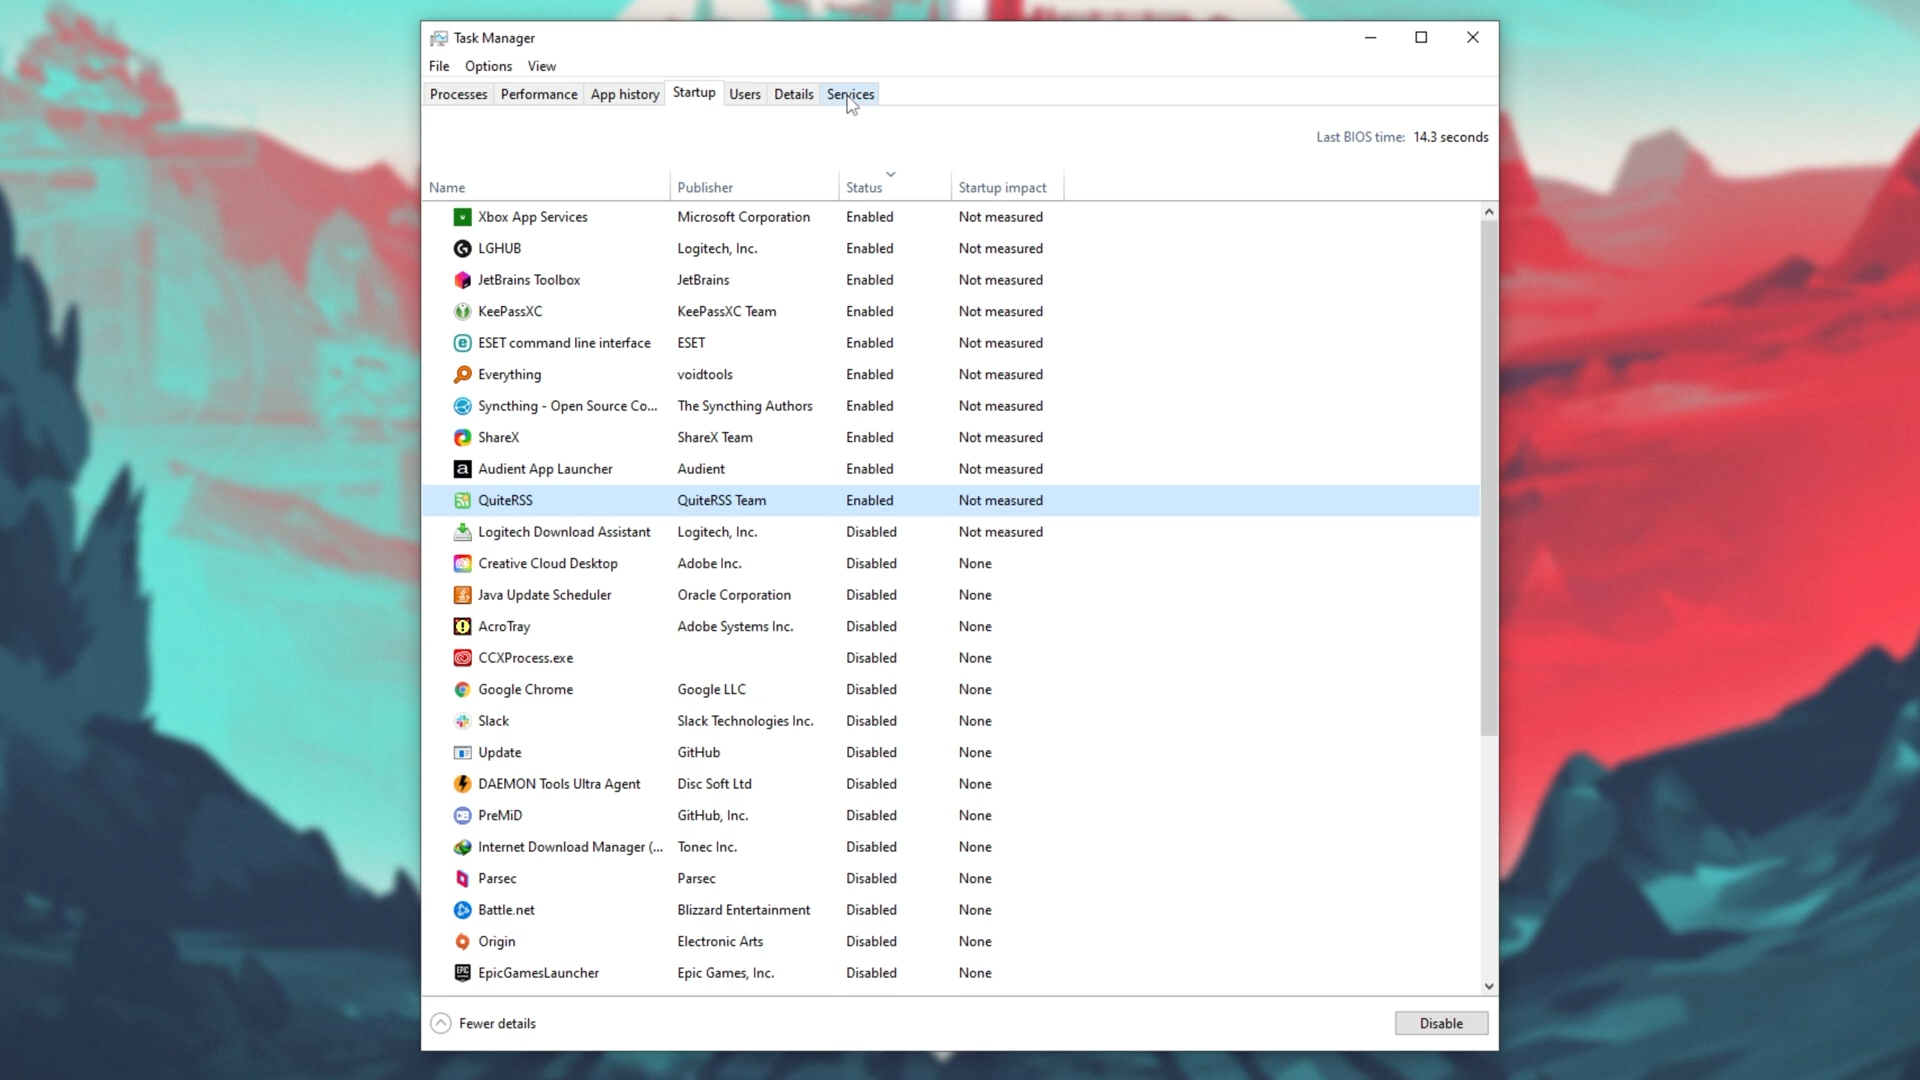 Task Manager
File Options View
Processes Performance App history Startup Users Details Services
Last BIOS time: 14.3 seconds
Name Publisher Status Startup impact
Xbox App Services Microsoft Corporation Enabled Not measured
LGHUB Logitech, Inc. Enabled Not measured
JetBrains Toolbox JetBrains Enabled Not measured
KeePassXC KeePassXC Team Enabled Not measured
ESET command line interface ESET Enabled Not measured
Everything voidtools Enabled Not measured
Syncthing - Open Source Co... The Syncthing Authors Enabled Not measured
ShareX ShareX Team Enabled Not measured
Audient App Launcher Audient Enabled Not measured
QuiteRSS QuiteRSS Team Enabled Not measured
Logitech Download Assistant Logitech, Inc. Disabled Not measured
Creative Cloud Desktop Adobe Inc. Disabled None
Java Update Scheduler Oracle Corporation Disabled None
AcroTray Adobe Systems Inc. Disabled None
CCXProcess.exe Disabled None
Google Chrome Google LLC Disabled None
Slack Slack Technologies Inc. Disabled None
Update GitHub Disabled None
DAEMON Tools Ultra Agent Disc Soft Ltd Disabled None
PreMiD GitHub, Inc. Disabled None
Internet Download Manager (... Tonec Inc. Disabled None
Parsec Parsec Disabled None
Battle.net Blizzard Entertainment Disabled None
Origin Electronic Arts Disabled None
EpicGamesLauncher Epic Games, Inc. Disabled None
Fewer details Disable